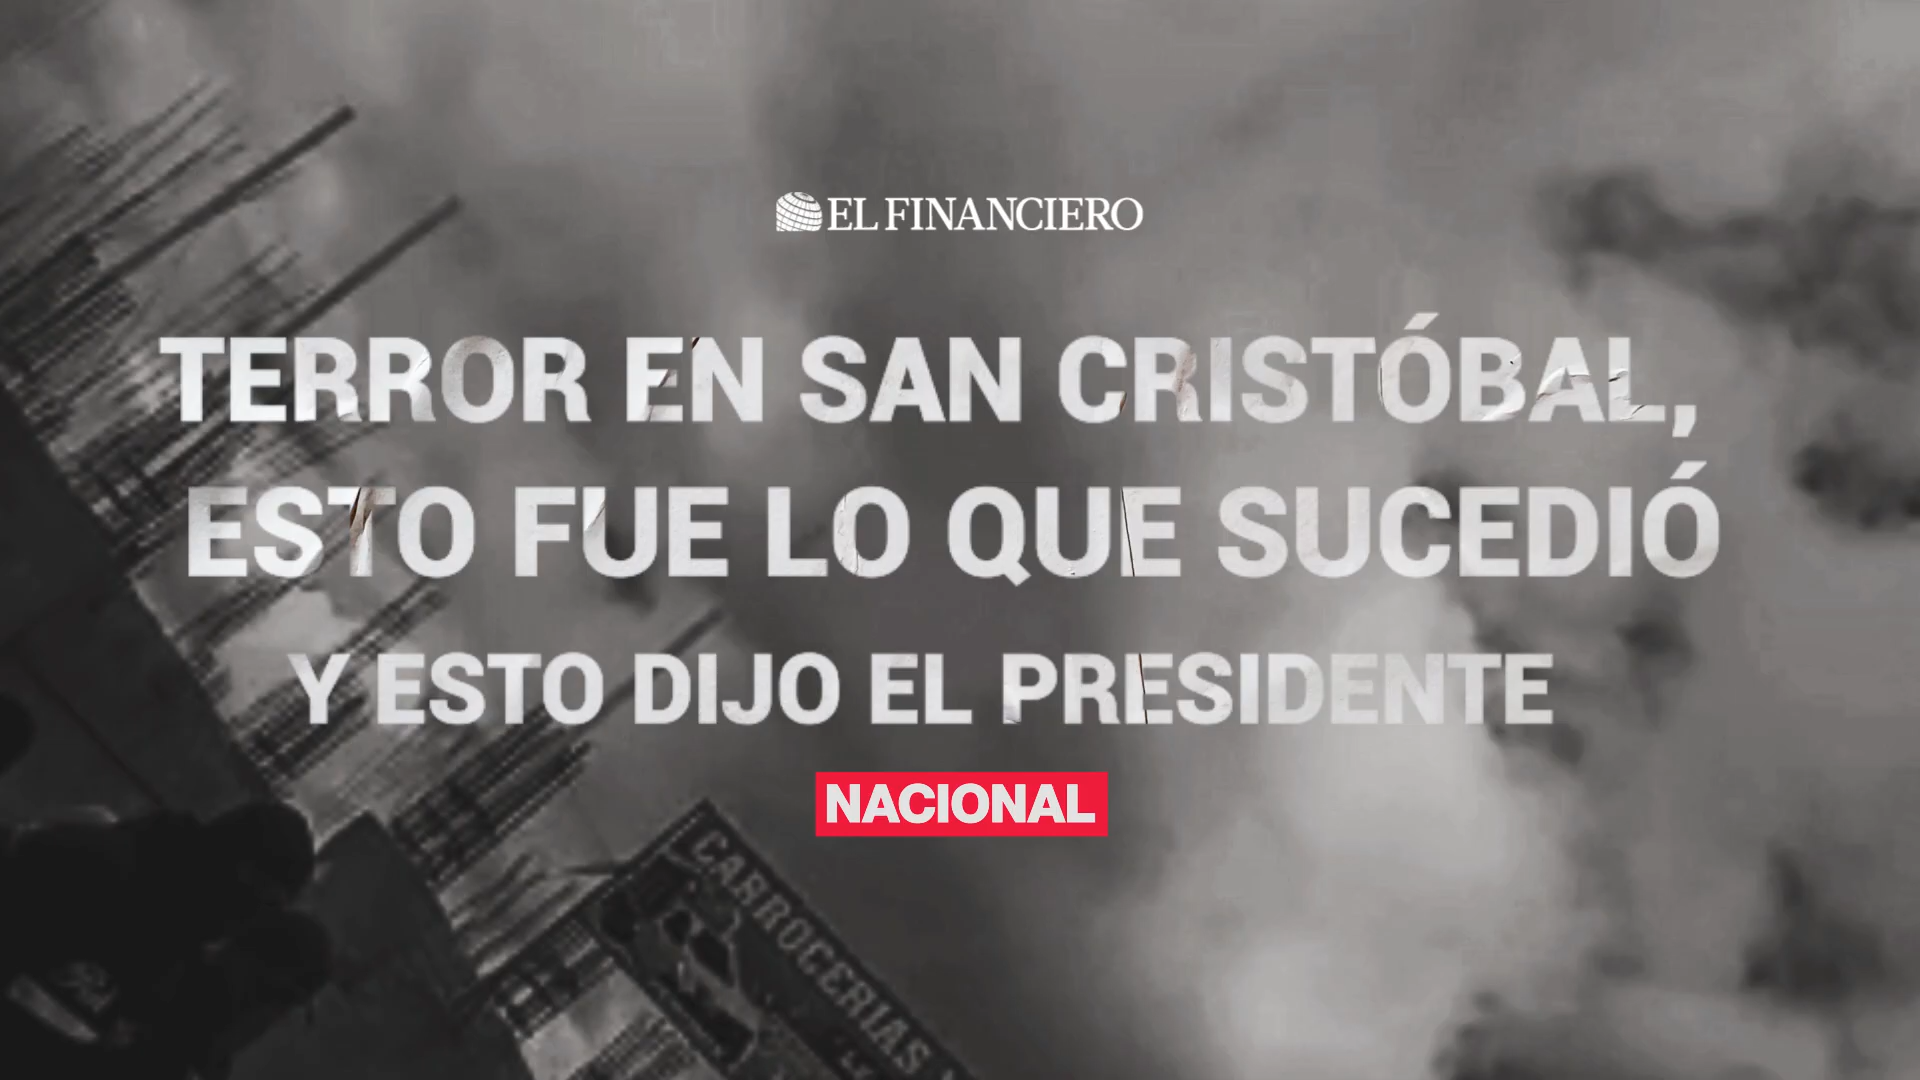 EL FINANCIERO
TERROR EN SAN CRISTÓBAL,
ESTO FUE LO QUE SUCEDIÓ
Y ESTO DIJO EL PRESIDENTE
NACIONAL
CARROCERIAS